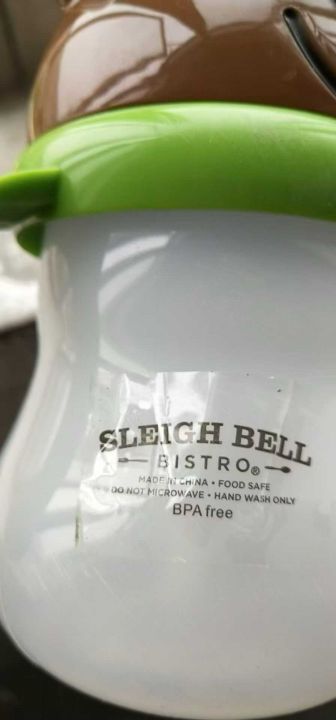 SLEIGH BELL
BISTRO®
MADE IN CHINA • FOOD SAFE
DO NOT MICROWAVE • HAND WASH ONLY
BPA free